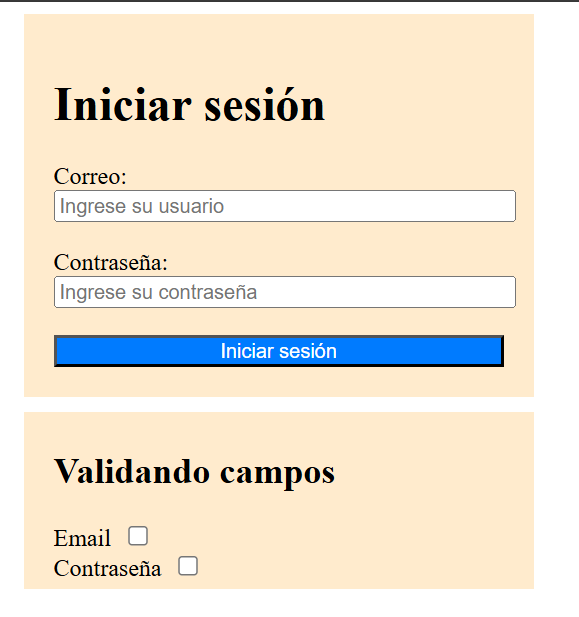 Iniciar sesión
Correo:
Ingrese su usuario
Contraseña:
Ingrese su contraseña
Iniciar sesión
Validando campos
Email
Contraseña